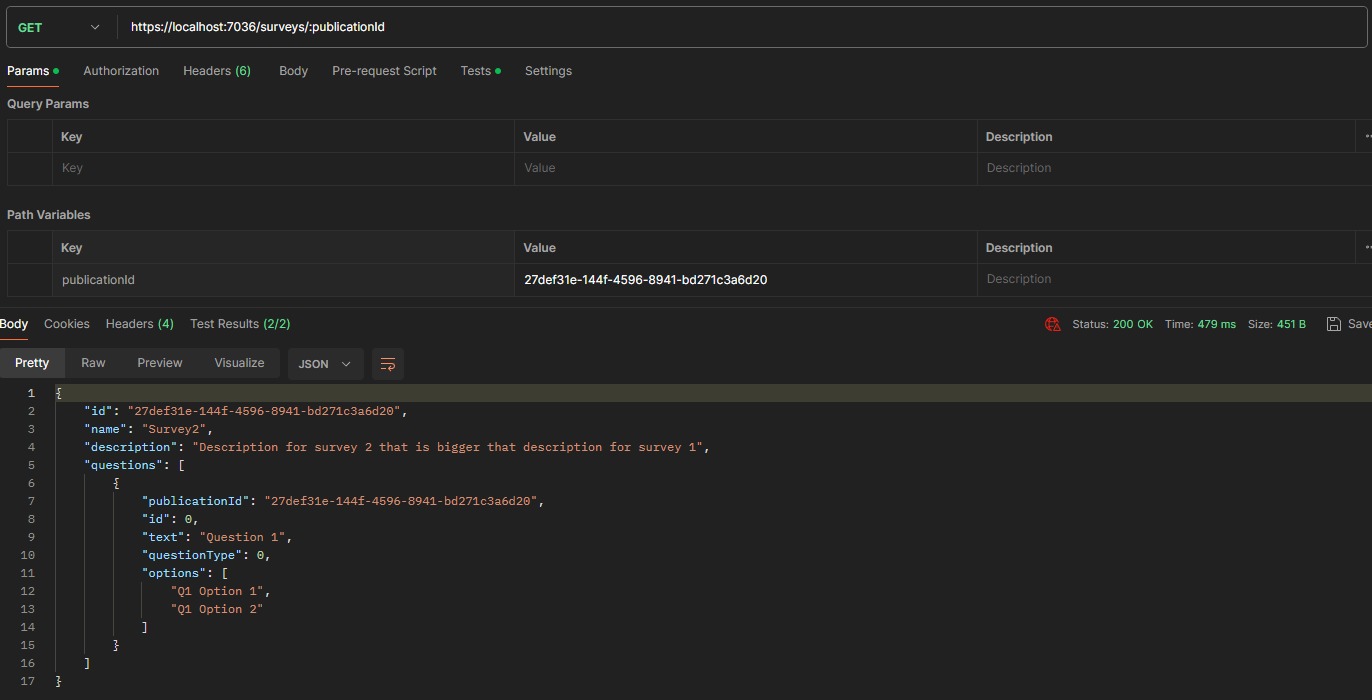 GET https://localhost:7036/surveys/:publicationId
Params Authorization Headers (6) Body Pre-request Script Tests Settings
Query Params
Key Value Description
Key Value Description
Path Variables
Key Value Description
publicationId 27def31e-144f-4596-8941-bd271c3a6d20 Description
Body Cookies Headers (4) Test Results (2/2) Status: 200 OK Time: 479 ms Size: 451 B Save
Pretty Raw Preview Visualize JSON
1 {
2 "id": "27def31e-144f-4596-8941-bd271c3a6d20",
3 "name": "Survey2",
4 "description": "Description for survey 2 that is bigger that description for survey 1",
5 "questions": [
6 {
7 "publicationId": "27def31e-144f-4596-8941-bd271c3a6d20",
8 "id": 0,
9 "text": "Question 1",
10 "questionType": 0,
11 "options": [
12 "Q1 Option 1",
13 "Q1 Option 2"
14 ]
15 }
16 ]
17 }